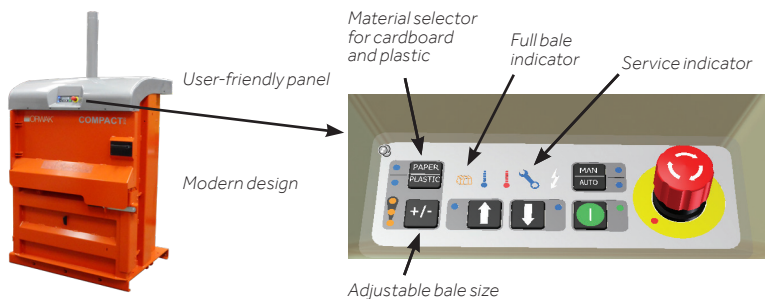 Material selector
for cardboard
and plastic
Full bale
indicator
Service indicator
User-friendly panel
Modern design
ORWAK COMPACT
PAPER
PLASTIC
MAN
AUTO
+/-
Adjustable bale size